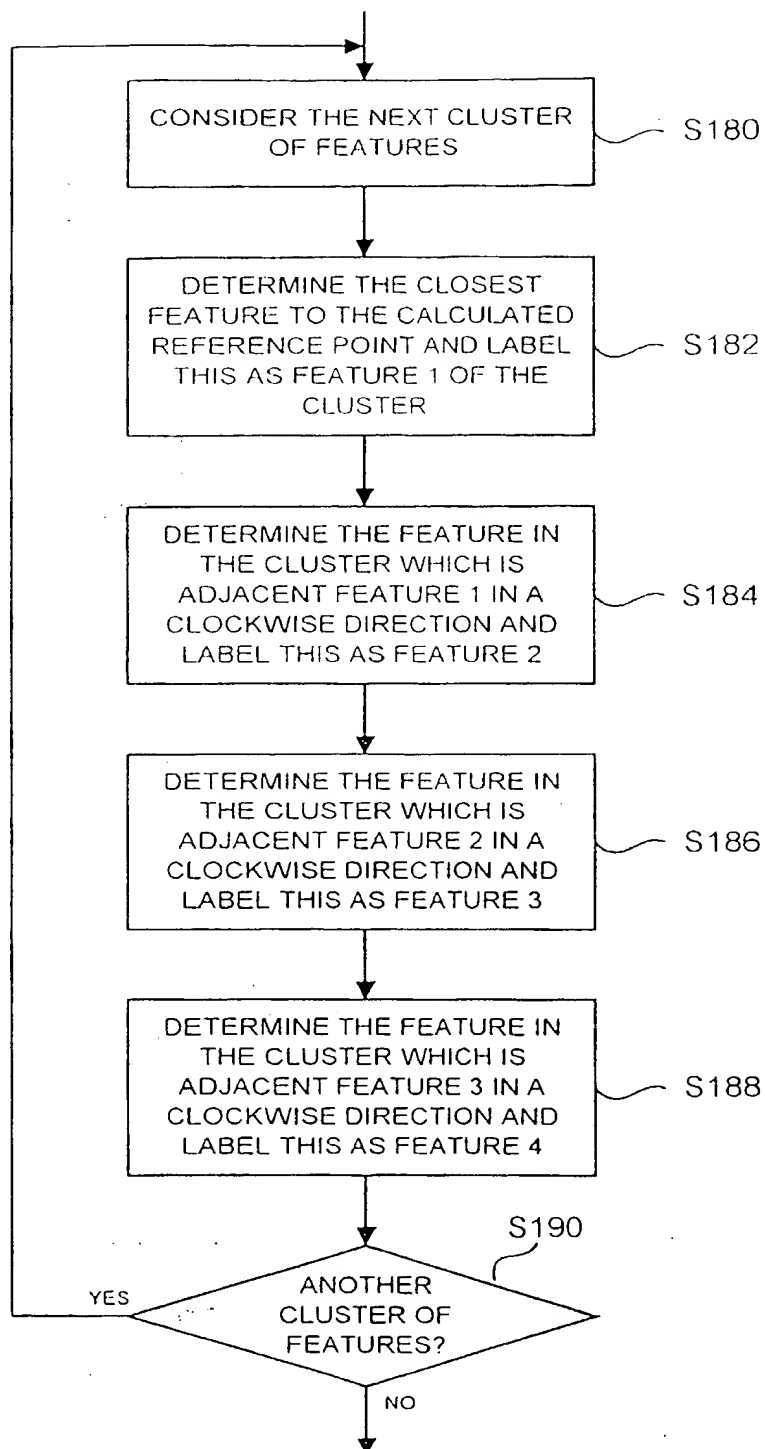 CONSIDER THE NEXT CLUSTER
OF FEATURES
S180
DETERMINE THE CLOSEST
FEATURE TO THE CALCULATED
REFERENCE POINT AND LABEL
THIS AS FEATURE 1 OF THE
CLUSTER
S182
DETERMINE THE FEATURE IN
THE CLUSTER WHICH IS
ADJACENT FEATURE 1 IN A
CLOCKWISE DIRECTION AND
LABEL THIS AS FEATURE 2
S184
DETERMINE THE FEATURE IN
THE CLUSTER WHICH IS
ADJACENT FEATURE 2 IN A
CLOCKWISE DIRECTION AND
LABEL THIS AS FEATURE 3
S186
DETERMINE THE FEATURE IN
THE CLUSTER WHICH IS
ADJACENT FEATURE 3 IN A
CLOCKWISE DIRECTION AND
LABEL THIS AS FEATURE 4
S188
S190
ANOTHER
CLUSTER OF
FEATURES?
YES
NO